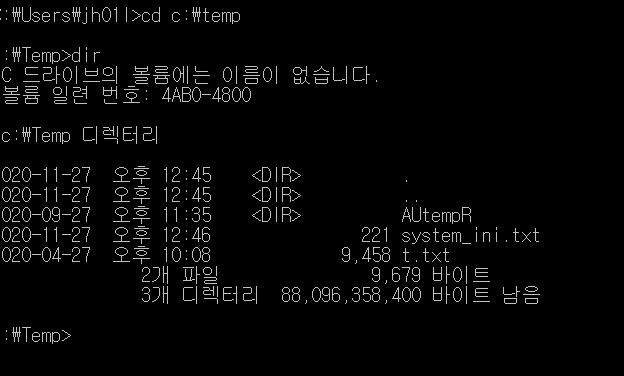 :₩Users₩jh01l>cd c:₩temp
:₩Temp>dir
C 드라이브의 볼륨에는 이름이 없습니다.
볼륨 일련 번호: 4AB0-4800
c:₩Temp 디렉터리
020-11-27 오후 12:45 <DIR> .
020-11-27 오후 12:45 <DIR> ..
020-09-27 오후 11:35 <DIR> AUtempR
020-11-27 오후 12:46 221 system_ini.txt
020-04-27 오후 10:08 9,458 t.txt
2개 파일 9,679 바이트
3개 디렉터리 88,096,358,400 바이트 남음
:₩Temp>